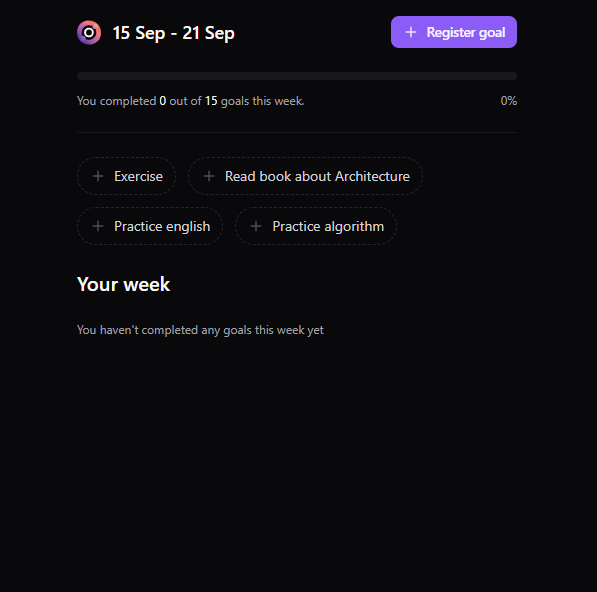 15 Sep - 21 Sep
+ Register goal
You completed 0 out of 15 goals this week.
0%
+ Exercise
+ Read book about Architecture
+ Practice english
+ Practice algorithm
Your week
You haven't completed any goals this week yet